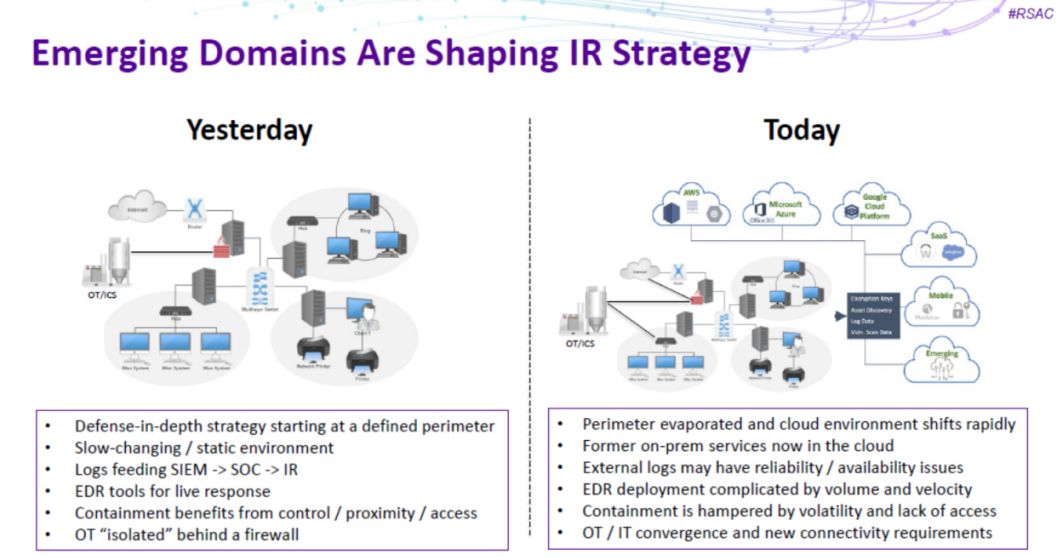 #RSAC
Emerging Domains Are Shaping IR Strategy
Yesterday
Internet
Router
Hub
Ring
OT/ICS
Multilayer Switch
Hub
iMac System
iMac System
iMac System
Network Printer
Printer
• Defense-in-depth strategy starting at a defined perimeter
• Slow-changing / static environment
• Logs feeding SIEM -> SOC -> IR
• EDR tools for live response
• Containment benefits from control / proximity / access
• OT “isolated” behind a firewall
Today
AWS
Microsoft
Azure
Office 365
Google
Cloud
Platform
SaaS
Internet
Mobile
MobileIron
Encryption Keys
Asset Discovery
Log Data
Vuln. Scan Data
OT/ICS
Emerging
• Perimeter evaporated and cloud environment shifts rapidly
• Former on-prem services now in the cloud
• External logs may have reliability / availability issues
• EDR deployment complicated by volume and velocity
• Containment is hampered by volatility and lack of access
• OT / IT convergence and new connectivity requirements